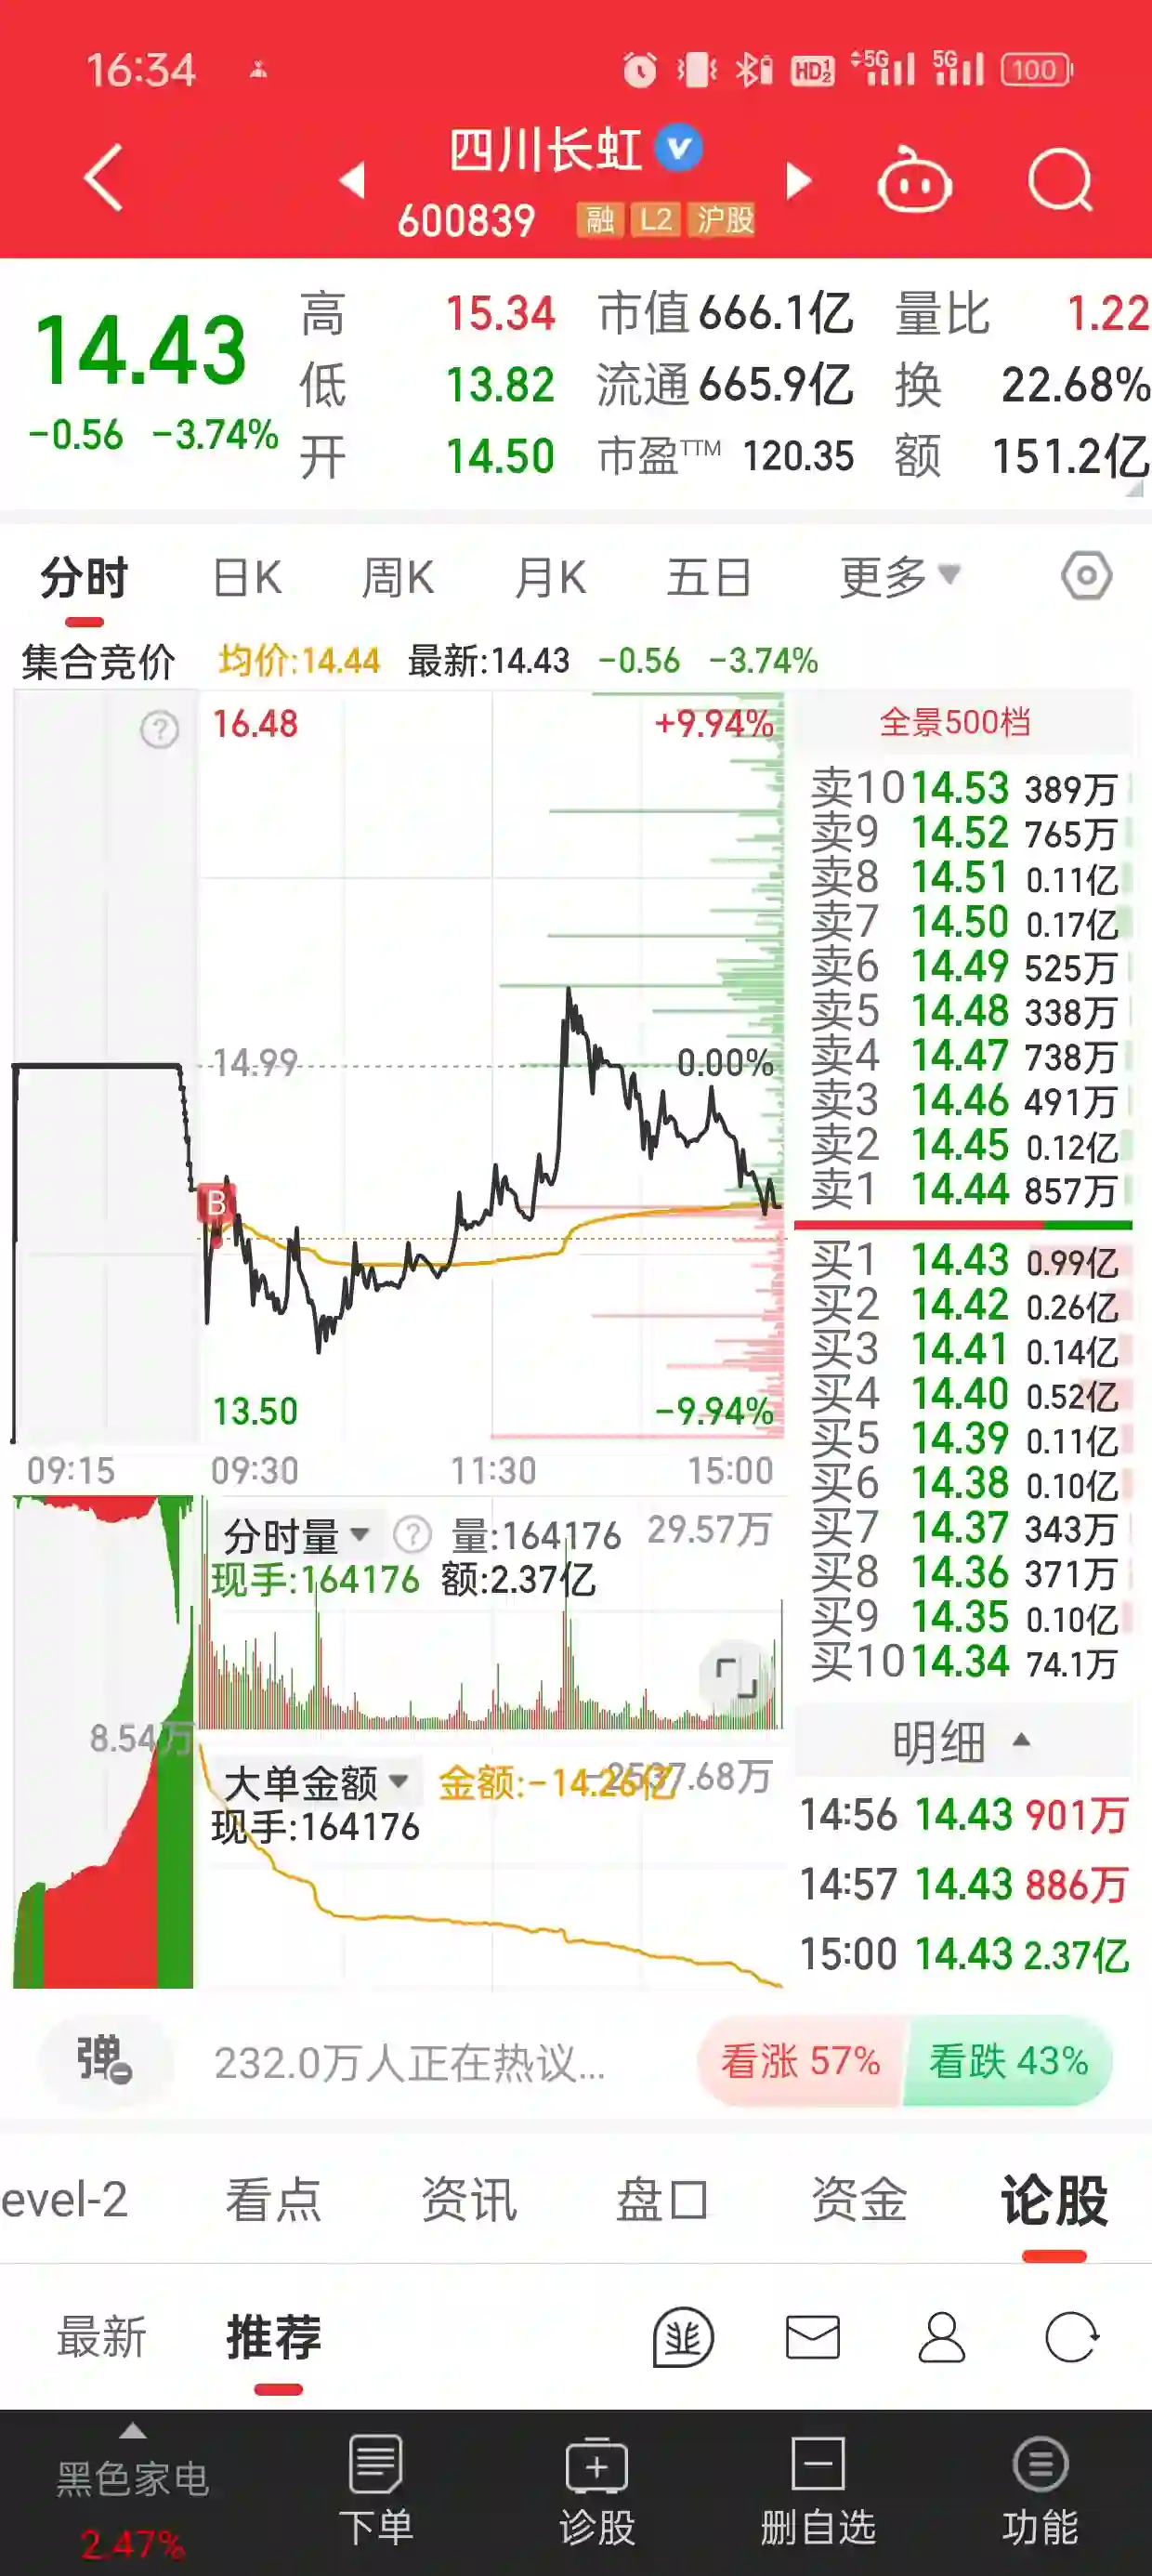 16:34 HD12 5G 5G 100
四川长虹
600839 融 L2 沪股
14.43
-0.56 -3.74%
高 15.34 市值 666.1亿 量比 1.22
低 13.82 流通 665.9亿 换 22.68%
开 14.50 市盈TTM 120.35 额 151.2亿
分时 日K 周K 月K 五日 更多
集合竞价 均价:14.44 最新:14.43 -0.56 -3.74%
? 16.48 +9.94%
14.99 0.00%
B
13.50 -9.94%
09:15 09:30 11:30 15:00
全景500档
卖10 14.53 389万
卖9 14.52 765万
卖8 14.51 0.11亿
卖7 14.50 0.17亿
卖6 14.49 525万
卖5 14.48 338万
卖4 14.47 738万
卖3 14.46 491万
卖2 14.45 0.12亿
卖1 14.44 857万
买1 14.43 0.99亿
买2 14.42 0.26亿
买3 14.41 0.14亿
买4 14.40 0.52亿
买5 14.39 0.11亿
买6 14.38 0.10亿
买7 14.37 343万
买8 14.36 371万
买9 14.35 0.10亿
买10 14.34 74.1万
分时量 ? 量:164176 29.57万
现手:164176 额:2.37亿
8.54万
大单金额 金额:-14.26亿
现手:164176
明细
14:56 14.43 901万
14:57 14.43 886万
15:00 14.43 2.37亿
弹 232.0万人正在热议... 看涨 57% 看跌 43%
evel-2 看点 资讯 盘口 资金 论股
最新 推荐
黑色家电 下单 诊股 删自选 功能
2.47%